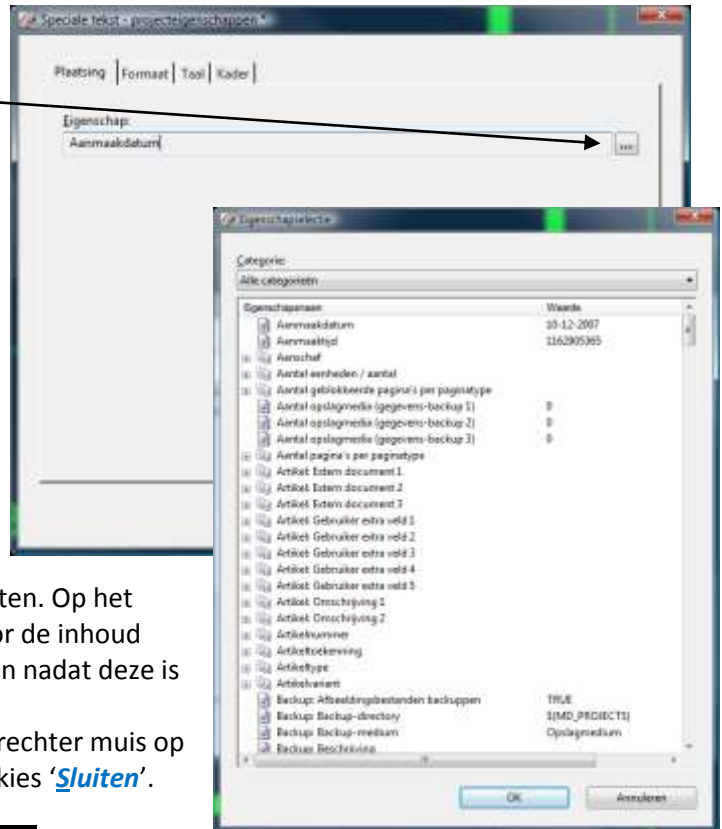 Speciale tekst - projecteigenschappen *
Plaatsing Formaat Taal Kader
Eigenschap:
Aanmaakdatum
...
Eigenschapselectie
Categorie:
Alle categorieën
Eigenschapsnaam Waarde
Aanmaakdatum 10-12-2007
Aanmaaktijd 1162905365
Aanschaf
Aantal eenheden / aantal
Aantal geblokkeerde pagina's per paginatype
Aantal opslagmedia (gegevens-backup 1) 0
Aantal opslagmedia (gegevens-backup 2) 0
Aantal opslagmedia (gegevens-backup 3) 0
Aantal pagina's per paginatype
Artikel: Extern document 1
Artikel: Extern document 2
Artikel: Extern document 3
Artikel: Gebruiker extra veld 1
Artikel: Gebruiker extra veld 2
Artikel: Gebruiker extra veld 3
Artikel: Gebruiker extra veld 4
Artikel: Gebruiker extra veld 5
Artikel: Omschrijving 1
Artikel: Omschrijving 2
Artikelnummer
Artikeltoekenning
Artikeltype
Artikelvariant
Backup: Afbeeldingsbestanden backuppen TRUE
Backup: Backup-directory $(MD_PROJECTS)
Backup: Backup-medium Opslagmedium
Backup: Beschrijving
OK Annuleren
ten. Op het
or de inhoud
n nadat deze is
rechter muis op
kies ‘Sluiten’.